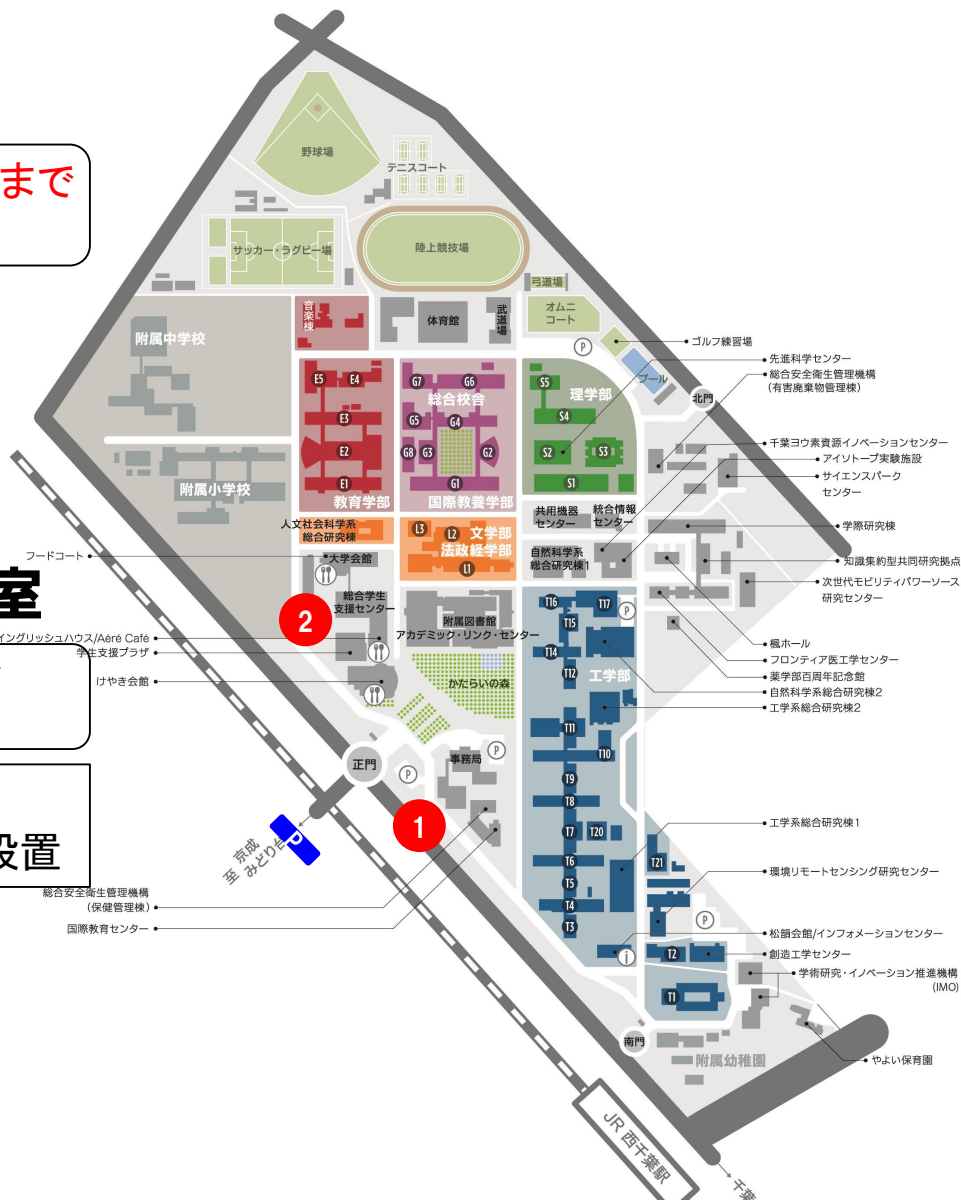 野球場
テニスコート
まで
サッカー・ラグビー場
陸上競技場
弓道場
音楽棟
体育館
武道場
オムニ
コート
附属中学校
P
ゴルフ練習場
先進科学センター
プール
総合安全衛生管理機構
(有害廃棄物管理棟)
北門
E5
E4
G7
G6
S5
理学部
総合校舎
E3
G5
G4
S4
千葉ヨウ素資源イノベーションセンター
E2
G8
G3
G2
S2
S3
アイソトープ実験施設
サイエンスパーク
センター
附属小学校
E1
G1
S1
教育学部
国際教養学部
共用機器
センター
統合情報
センター
学際研究棟
人文社会科学系
総合研究棟
L3
L2
文学部
法政経学部
L1
自然科学系
総合研究棟1
フードコート
大学会館
知識集約型共同研究拠点
次世代モビリティパワーソース
研究センター
室
総合学生
支援センター
T16
T17
P
T15
2
附属図書館
アカデミック・リンク・センター
イングリッシュハウス/Aéré Café
学生支援プラザ
T14
楓ホール
フロンティア医工学センター
薬学部百周年記念館
けやき会館
かたらいの森
T12
工学部
自然科学系総合研究棟2
工学系総合研究棟2
T11
T10
正門
事務局
P
P
T9
T8
1
T7
T20
工学系総合研究棟1
設置
P
至 京成
みどり台
T6
T21
T5
環境リモートセンシング研究センター
総合安全衛生管理機構
(保健管理棟)
T4
P
国際教育センター
T3
松韻会館/インフォメーションセンター
i
T2
創造工学センター
学術研究・イノベーション推進機構
(IMO)
T1
南門
附属幼稚園
やよい保育園
JR 西千葉駅
千葉